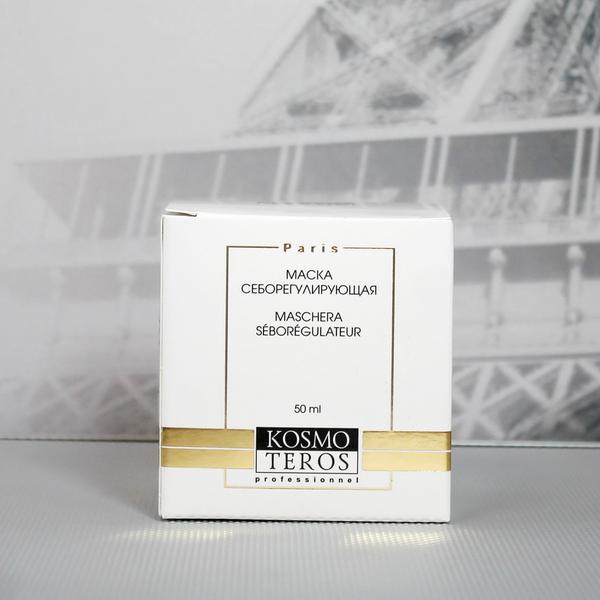 Paris
МАСКА
СЕБОРЕГУЛИРУЮЩАЯ
MASCHERA
SÉBORÉGULATEUR
50 ml
KOSMO
TEROS
professionnel